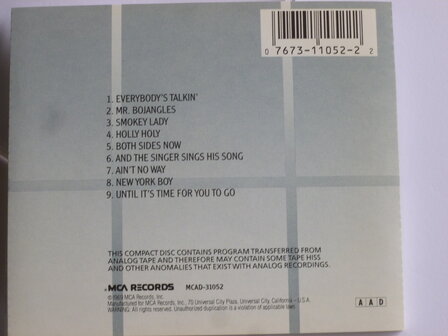 0 7673-11052-2 2
1. EVERYBODY'S TALKIN'
2. MR. BOJANGLES
3. SMOKEY LADY
4. HOLLY HOLY
5. BOTH SIDES NOW
6. AND THE SINGER SINGS HIS SONG
7. AIN'T NO WAY
8. NEW YORK BOY
9. UNTIL IT'S TIME FOR YOU TO GO
THIS COMPACT DISC CONTAINS PROGRAM TRANSFERRED FROM
ANALOG TAPE AND THEREFORE MAY CONTAIN SOME TAPE HISS
AND OTHER ANOMALIES THAT EXIST WITH ANALOG RECORDINGS.
MCA RECORDS MCAD-31052
©1969 MCA Records, Inc.
Manufactured for MCA Records, Inc., 70 Universal City Plaza, Universal City, California – U.S.A.
WARNING: All rights reserved. Unauthorized duplication is a violation of applicable laws.
A A D